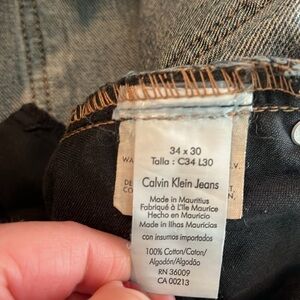 34 x 30
Talla : C34 L30
Calvin Klein Jeans
Made in Mauritius
Fabriqué à L'île Maurice
Hecho en Mauricio
Made in Ilhas Mauricias
con insumos importados
100% Cotton/Coton/
Algodón/Algodão
RN 36009
CA 00213